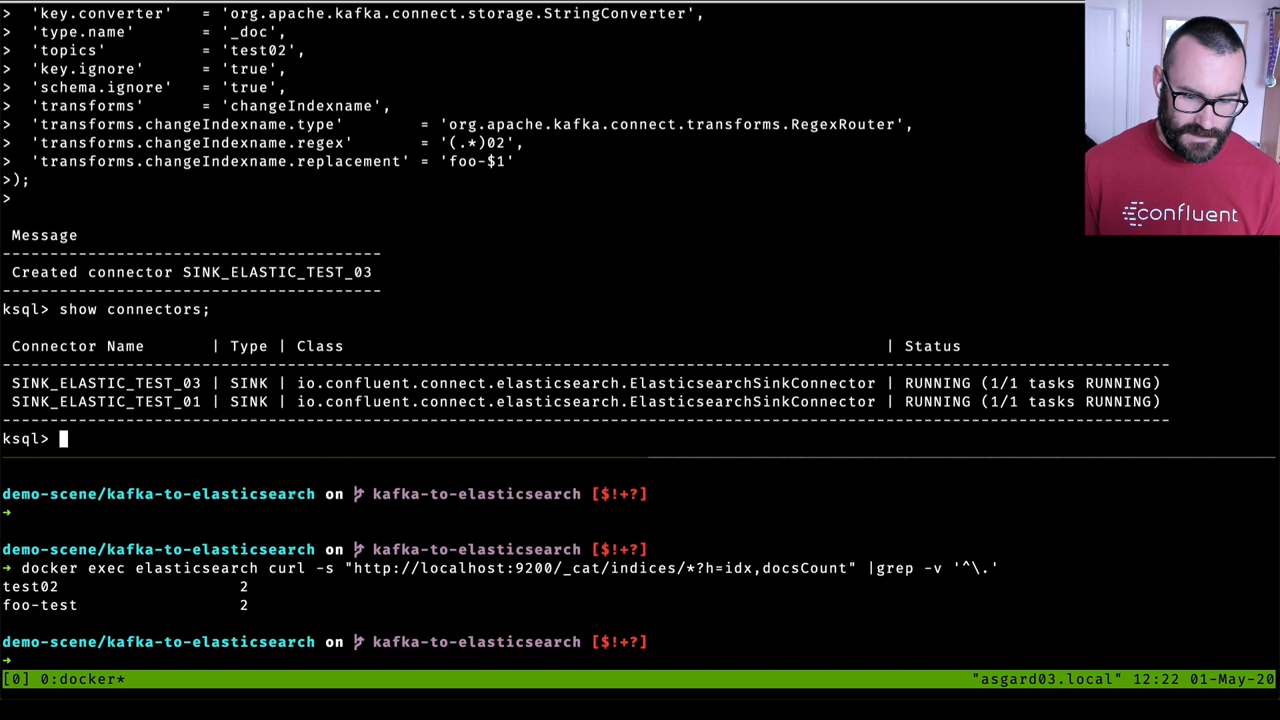 >  'key.converter'   = 'org.apache.kafka.connect.storage.StringConverter',
>  'type.name'       = '_doc',
>  'topics'          = 'test02',
>  'key.ignore'      = 'true',
>  'schema.ignore'   = 'true',
>  'transforms'      = 'changeIndexname',
>  'transforms.changeIndexname.type'        = 'org.apache.kafka.connect.transforms.RegexRouter',
>  'transforms.changeIndexname.regex'       = '(.*)02',
>  'transforms.changeIndexname.replacement' = 'foo-$1'
>);
>
confluent
Message
----------------------------------------
Created connector SINK_ELASTIC_TEST_03
----------------------------------------
ksql> show connectors;
Connector Name       | Type | Class                                                         | Status
SINK_ELASTIC_TEST_03 | SINK | io.confluent.connect.elasticsearch.ElasticsearchSinkConnector | RUNNING (1/1 tasks RUNNING)
SINK_ELASTIC_TEST_01 | SINK | io.confluent.connect.elasticsearch.ElasticsearchSinkConnector | RUNNING (1/1 tasks RUNNING)
ksql>
demo-scene/kafka-to-elasticsearch on kafka-to-elasticsearch [$!+?]
➜
demo-scene/kafka-to-elasticsearch on kafka-to-elasticsearch [$!+?]
➜ docker exec elasticsearch curl -s "http://localhost:9200/_cat/indices/*?h=idx,docsCount" |grep -v '^\.'
test02                   2
foo-test                 2
demo-scene/kafka-to-elasticsearch on kafka-to-elasticsearch [$!+?]
➜
[0] 0:docker* "asgard03.local" 12:22 01-May-20